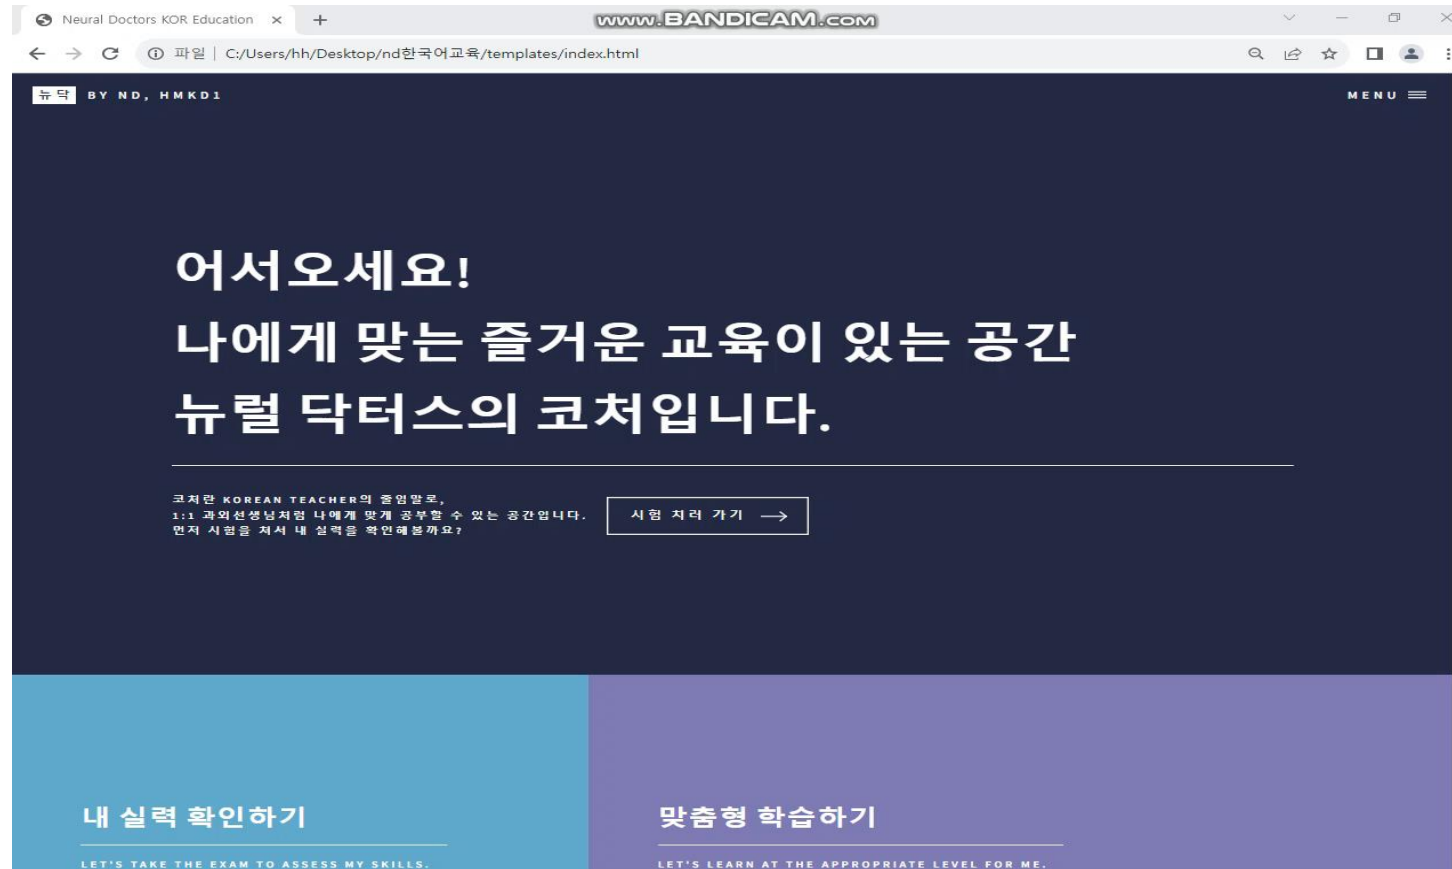 Neural Doctors KOR Education
www.BANDICAM.com
파일 C:/Users/hh/Desktop/nd한국어교육/templates/index.html
뉴닥 BY ND, HMKD1
MENU
어서오세요!
나에게 맞는 즐거운 교육이 있는 공간
뉴럴 닥터스의 코처입니다.
코처란 KOREAN TEACHER의 줄임말로,
1:1 과외선생님처럼 나에게 맞게 공부할 수 있는 공간입니다.
먼저 시험을 쳐서 내 실력을 확인해볼까요?
시험 치러 가기
내 실력 확인하기
맞춤형 학습하기
LET'S TAKE THE EXAM TO ASSESS MY SKILLS.
LET'S LEARN AT THE APPROPRIATE LEVEL FOR ME.